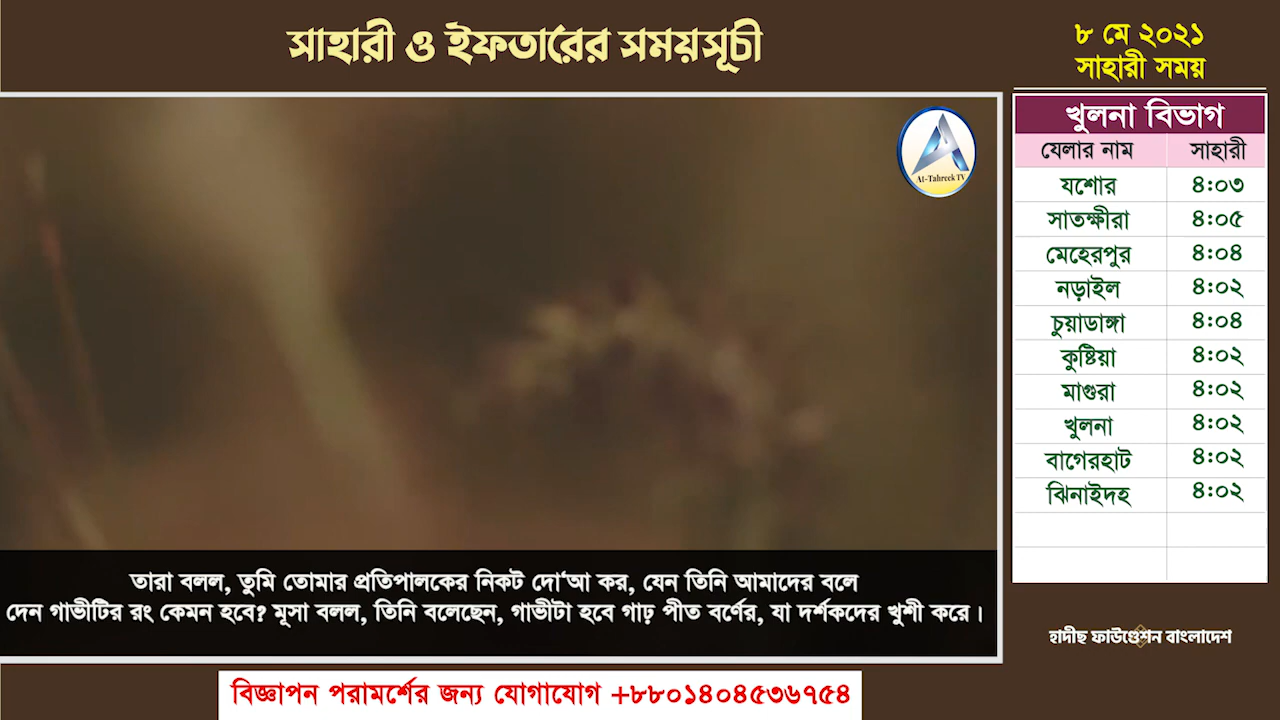 সাহারী ও ইফতারের সময়সূচী
৮ মে ২০২১
সাহারী সময়
At-Tahreek TV
খুলনা বিভাগ
যেলার নাম সাহারী
যশোর ৪:০৩
সাতক্ষীরা ৪:০৫
মেহেরপুর ৪:০৪
নড়াইল ৪:০২
চুয়াডাঙ্গা ৪:০৪
কুষ্টিয়া ৪:০২
মাগুরা ৪:০২
খুলনা ৪:০২
বাগেরহাট ৪:০২
ঝিনাইদহ ৪:০২
তারা বলল, তুমি তোমার প্রতিপালকের নিকট দো‘আ কর, যেন তিনি আমাদের বলে
দেন গাভীটির রং কেমন হবে? মূসা বলল, তিনি বলেছেন, গাভীটা হবে গাঢ় পীত বর্ণের, যা দর্শকদের খুশী করে।
হাদীছ ফাউণ্ডেশন বাংলাদেশ
বিজ্ঞাপন পরামর্শের জন্য যোগাযোগ +৮৮০১৪০৪৫৩৬৭৫৪